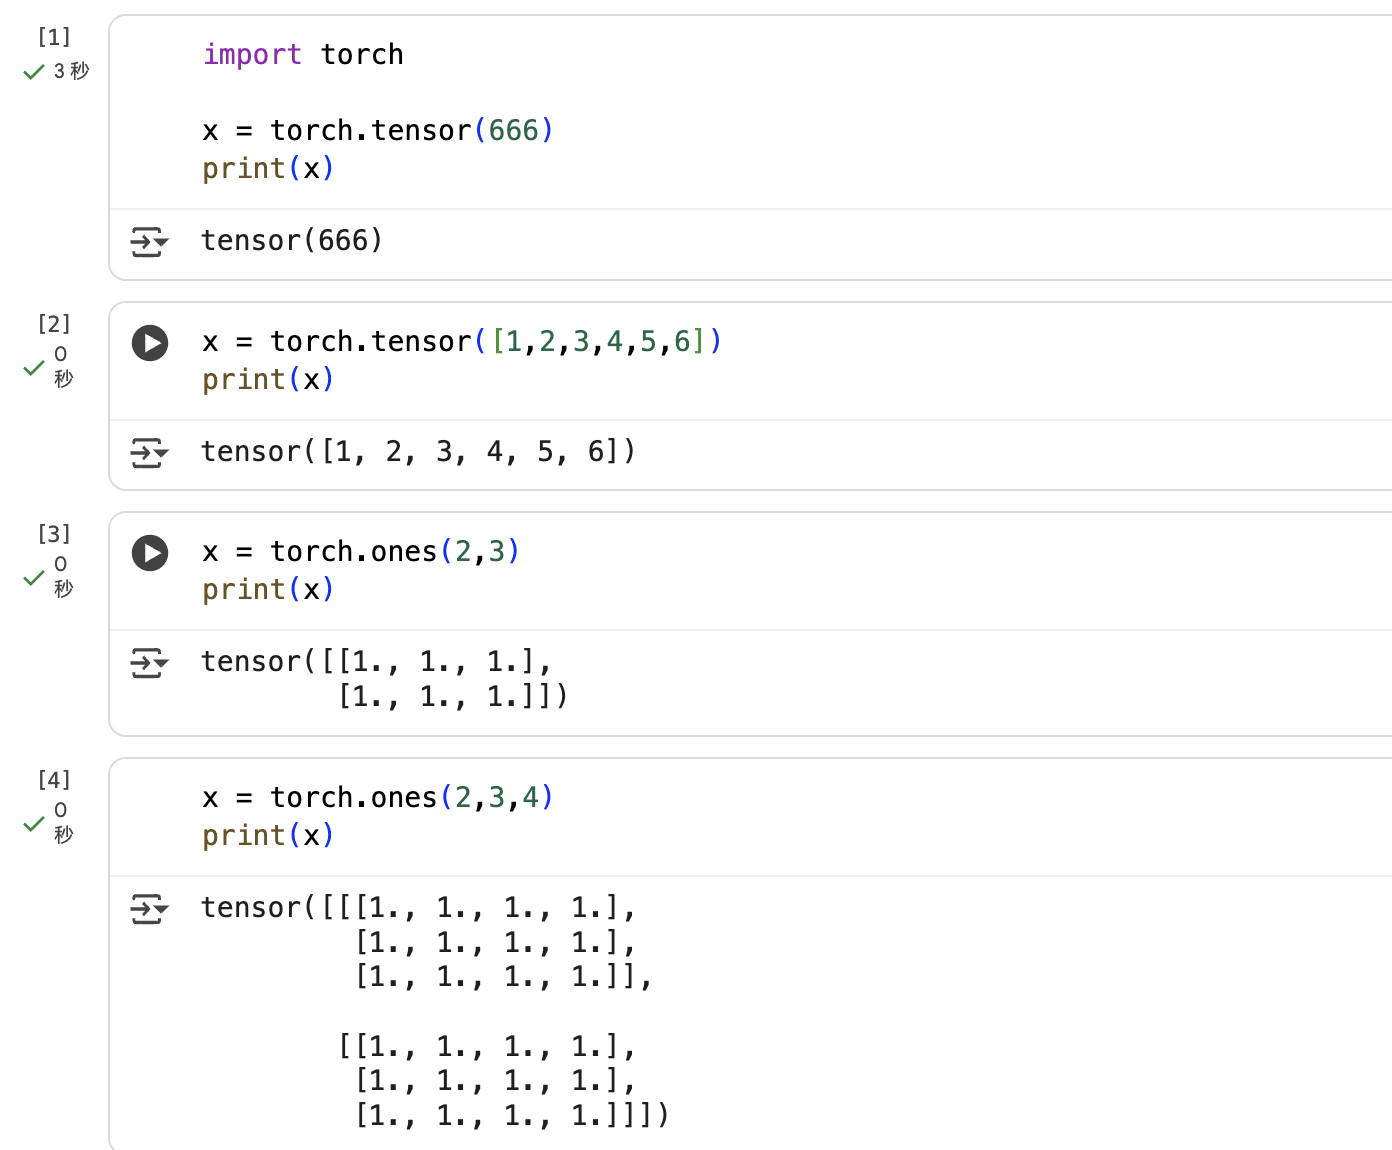 [1]
3 秒
import torch
x = torch.tensor(666)
print(x)
tensor(666)
[2]
0
秒
x = torch.tensor([1,2,3,4,5,6])
print(x)
tensor([1, 2, 3, 4, 5, 6])
[3]
0
秒
x = torch.ones(2,3)
print(x)
tensor([[1., 1., 1.],
        [1., 1., 1.]])
[4]
0
秒
x = torch.ones(2,3,4)
print(x)
tensor([[[1., 1., 1., 1.],
         [1., 1., 1., 1.],
         [1., 1., 1., 1.]],

        [[1., 1., 1., 1.],
         [1., 1., 1., 1.],
         [1., 1., 1., 1.]]])